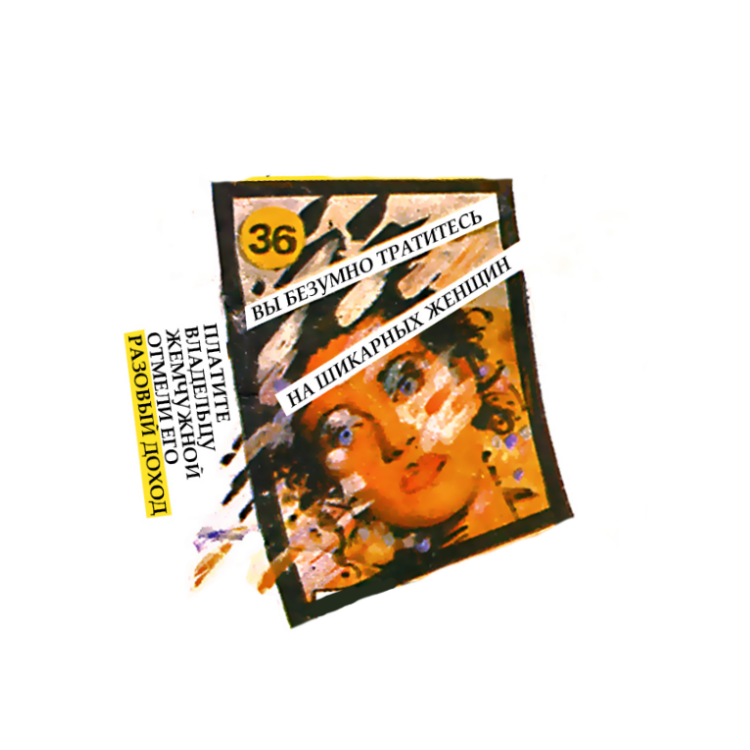 36
ВЫ БЕЗУМНО ТРАТИТЕСЬ
НА ШИКАРНЫХ ЖЕНЩИН
ПЛАТИТЕ
ВЛАДЕЛЬЦУ
ЖЕМЧУЖНОЙ
ОТМЕЛИ ЕГО
РАЗОВЫЙ ДОХОД